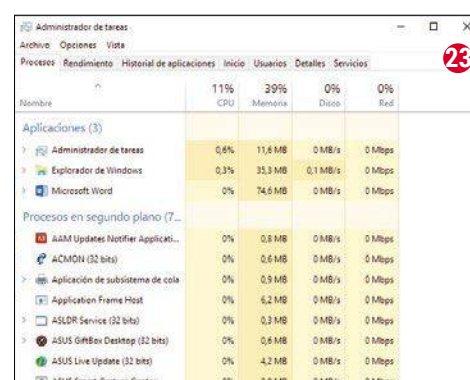 Administrador de tareas
Archivo Opciones Vista
Procesos Rendimiento Historial de aplicaciones Inicio Usuarios Detalles Servicios
23
11% 39% 0% 0%
Nombre CPU Memoria Disco Red
Aplicaciones (3)
Administrador de tareas 0,6% 11,6 MB 0 MB/s 0 Mbps
Explorador de Windows 0,3% 35,3 MB 0,1 MB/s 0 Mbps
Microsoft Word 0% 74,6 MB 0 MB/s 0 Mbps
Procesos en segundo plano (7...
AAM Updates Notifier Applicati... 0% 0,8 MB 0 MB/s 0 Mbps
ACMON (32 bits) 0% 0,6 MB 0 MB/s 0 Mbps
Aplicación de subsistema de cola 0% 0,9 MB 0 MB/s 0 Mbps
Application Frame Host 0% 6,2 MB 0 MB/s 0 Mbps
ASLDR Service (32 bits) 0% 0,3 MB 0 MB/s 0 Mbps
ASUS GiftBox Desktop (32 bits) 0% 0,6 MB 0 MB/s 0 Mbps
ASUS Live Update (32 bits) 0% 4,2 MB 0 MB/s 0 Mbps